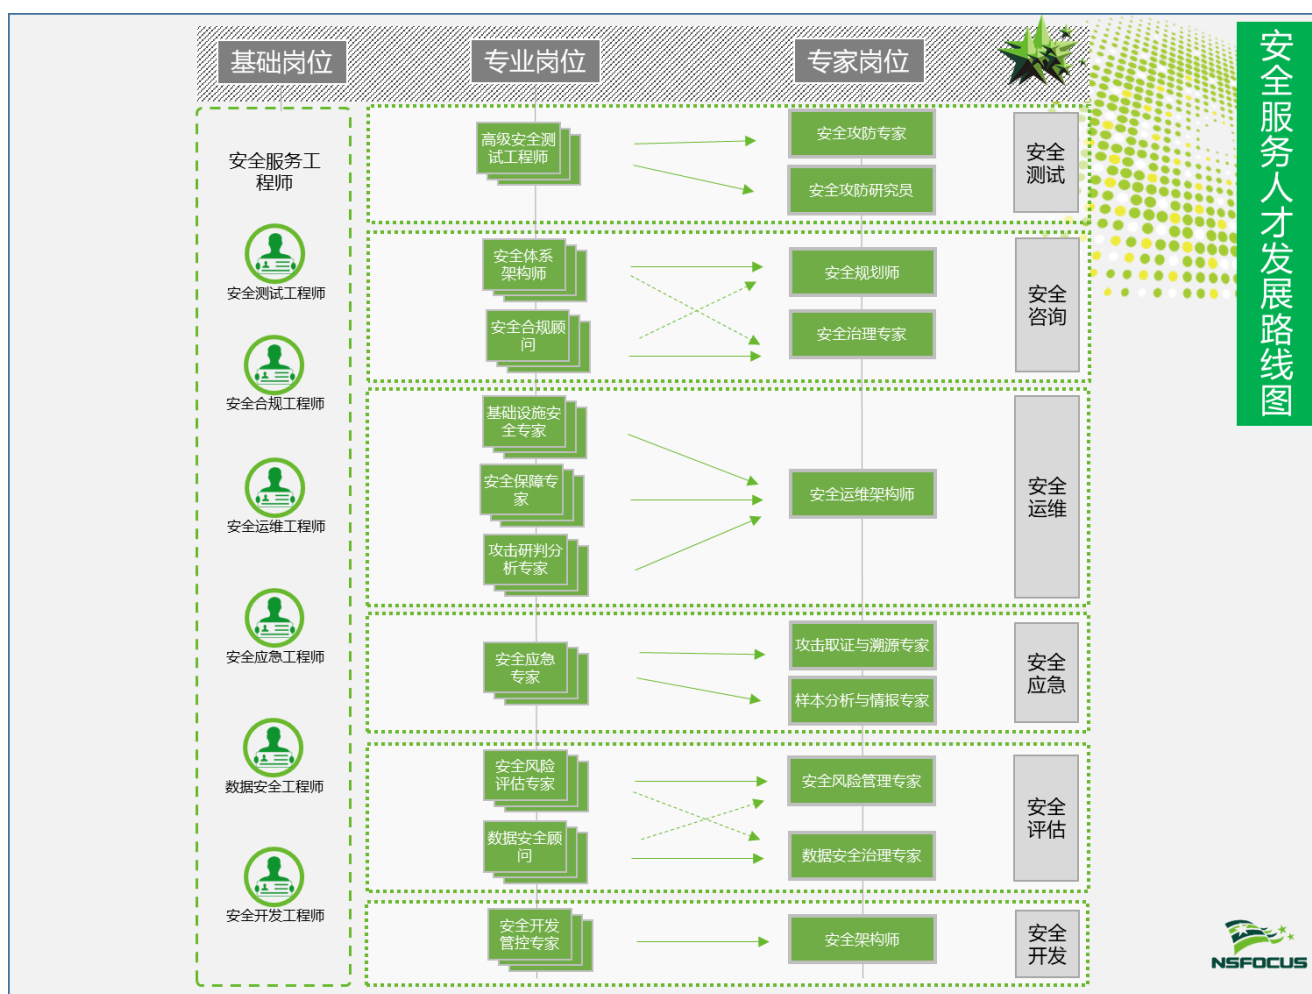 基础岗位
专业岗位
专家岗位
安全服务人才发展路线图
安全服务工
程师
安全测试工程师
安全合规工程师
安全运维工程师
安全应急工程师
数据安全工程师
安全开发工程师
高级安全测
试工程师
安全攻防专家
安全攻防研究员
安全
测试
安全体系
架构师
安全合规顾
问
安全规划师
安全治理专家
安全
咨询
基础设施安
全专家
安全保障专
家
攻击研判分
析专家
安全运维架构师
安全
运维
安全应急
专家
攻击取证与溯源专家
样本分析与情报专家
安全
应急
安全风险
评估专家
数据安全顾
问
安全风险管理专家
数据安全治理专家
安全
评估
安全开发
管控专家
安全架构师
安全
开发
NSFOCUS